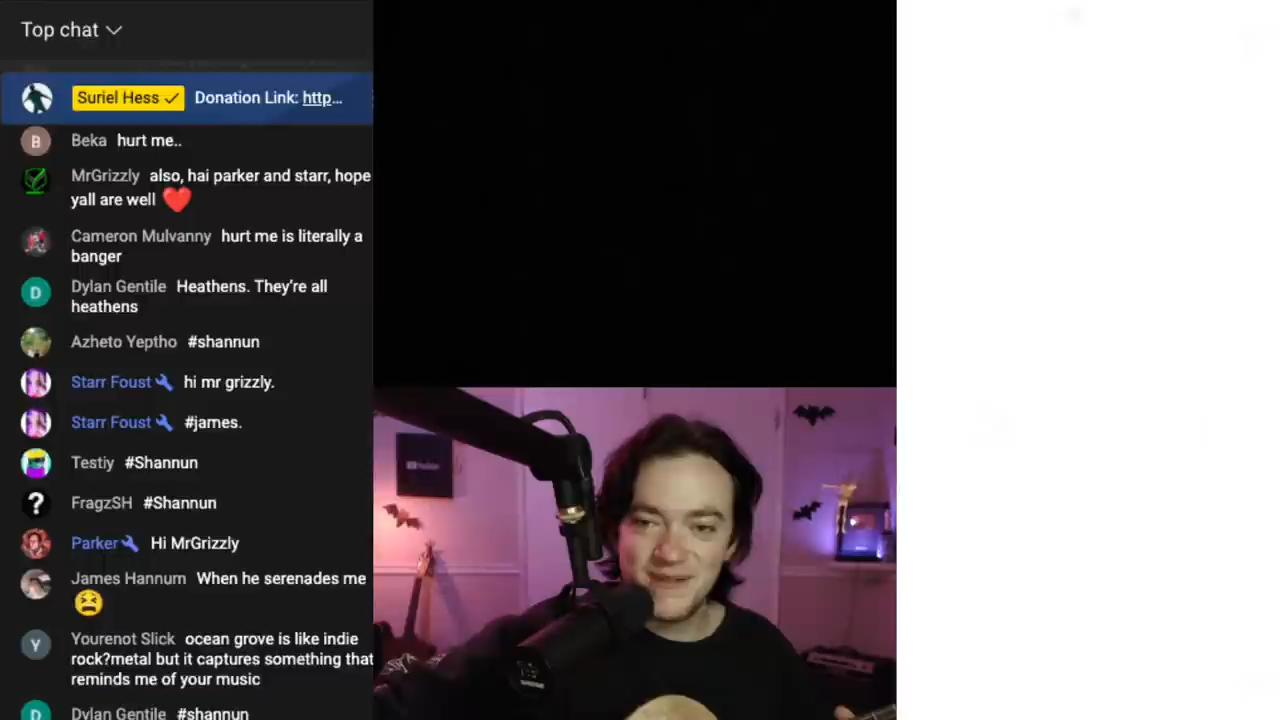 Top chat
Suriel Hess Donation Link: http...
B Beka hurt me..
MrGrizzly also, hai parker and starr, hope
yall are well ❤️
Cameron Mulvanny hurt me is literally a
banger
D Dylan Gentile Heathens. They're all
heathens
Azheto Yeptho #shannun
Starr Foust hi mr grizzly.
Starr Foust #james.
Testiy #Shannun
? FragzSH #Shannun
Parker Hi MrGrizzly
James Hannum When he serenades me
😫
Y Yourenot Slick ocean grove is like indie
rock?metal but it captures something that
reminds me of your music
D Dylan Gentile #shannun